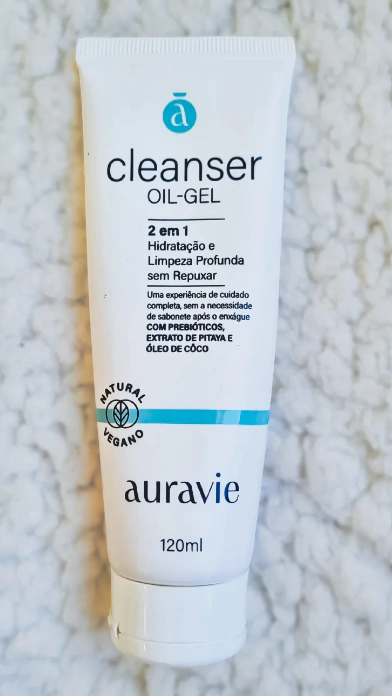 ā
cleanser
OIL-GEL
2 em 1
Hidratação e
Limpeza Profunda
sem Repuxar
Uma experiência de cuidado
completa, sem a necessidade
de sabonete após o enxágue
COM PREBIÓTICOS,
EXTRATO DE PITAYA E
ÓLEO DE CÔCO
NATURAL
VEGANO
auravie
120ml